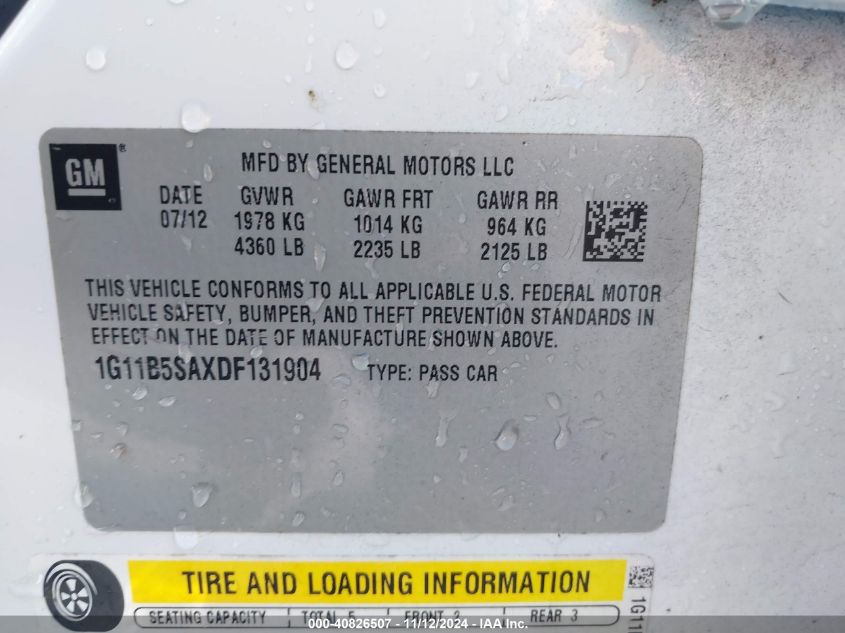 GM ®
MFD BY GENERAL MOTORS LLC
DATE GVWR GAWR FRT GAWR RR
07/12 1978 KG 1014 KG 964 KG
4360 LB 2235 LB 2125 LB
THIS VEHICLE CONFORMS TO ALL APPLICABLE U.S. FEDERAL MOTOR
VEHICLE SAFETY, BUMPER, AND THEFT PREVENTION STANDARDS IN
EFFECT ON THE DATE OF MANUFACTURE SHOWN ABOVE.
1G11B5SAXDF131904 TYPE: PASS CAR
TIRE AND LOADING INFORMATION
SEATING CAPACITY TOTAL 5 FRONT 2 REAR 3
1G11
000-40826507 - 11/12/2024 - IAA Inc.